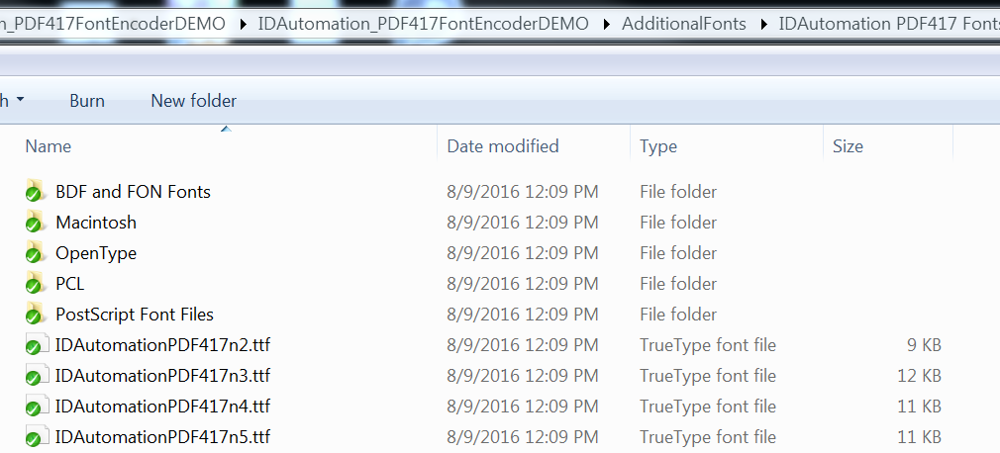 n_PDF417FontEncoderDEMO IDAutomation_PDF417FontEncoderDEMO AdditionalFonts IDAutomation PDF417 Fonts
h Burn New folder
Name Date modified Type Size
BDF and FON Fonts 8/9/2016 12:09 PM File folder
Macintosh 8/9/2016 12:09 PM File folder
OpenType 8/9/2016 12:09 PM File folder
PCL 8/9/2016 12:09 PM File folder
PostScript Font Files 8/9/2016 12:09 PM File folder
IDAutomationPDF417n2.ttf 8/9/2016 12:09 PM TrueType font file 9 KB
IDAutomationPDF417n3.ttf 8/9/2016 12:09 PM TrueType font file 12 KB
IDAutomationPDF417n4.ttf 8/9/2016 12:09 PM TrueType font file 11 KB
IDAutomationPDF417n5.ttf 8/9/2016 12:09 PM TrueType font file 11 KB